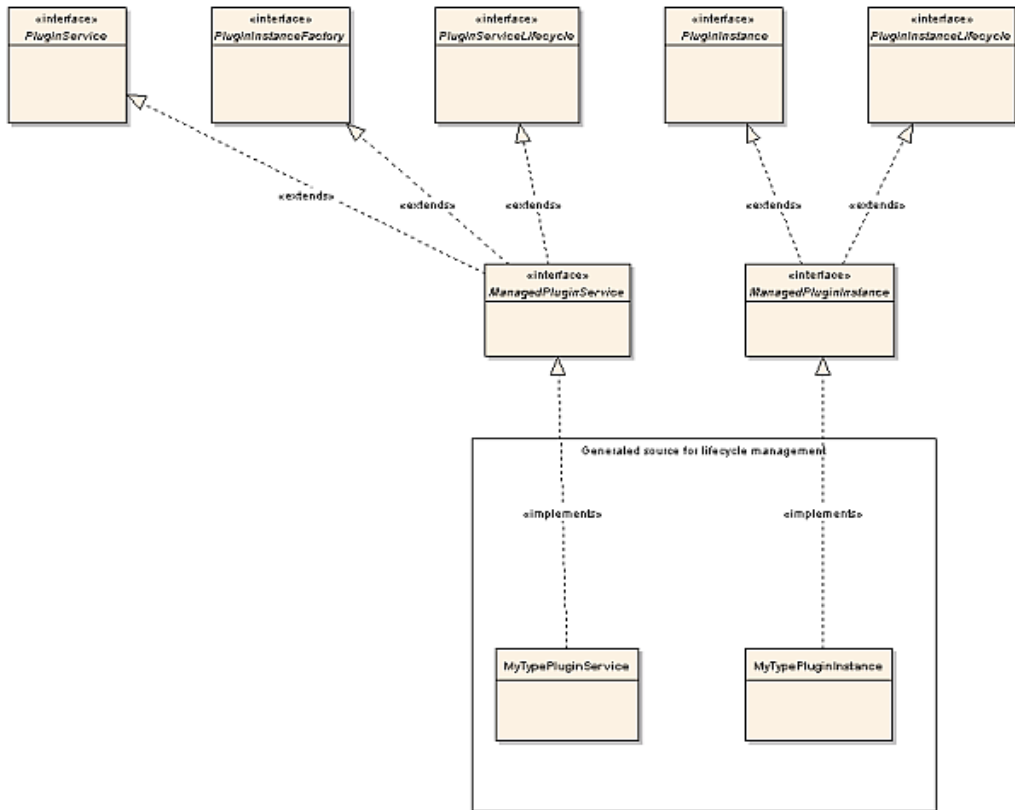 «interface»
PluginService
«interface»
PluginInstanceFactory
«interface»
PluginServiceLifecycle
«interface»
PluginInstance
«interface»
PluginInstanceLifecycle
«extends»
«extends»
«extends»
«extends»
«extends»
«interface»
ManagedPluginService
«interface»
ManagedPluginInstance
Generated source for lifecycle management
«implements»
«implements»
MyTypePluginService
MyTypePluginInstance